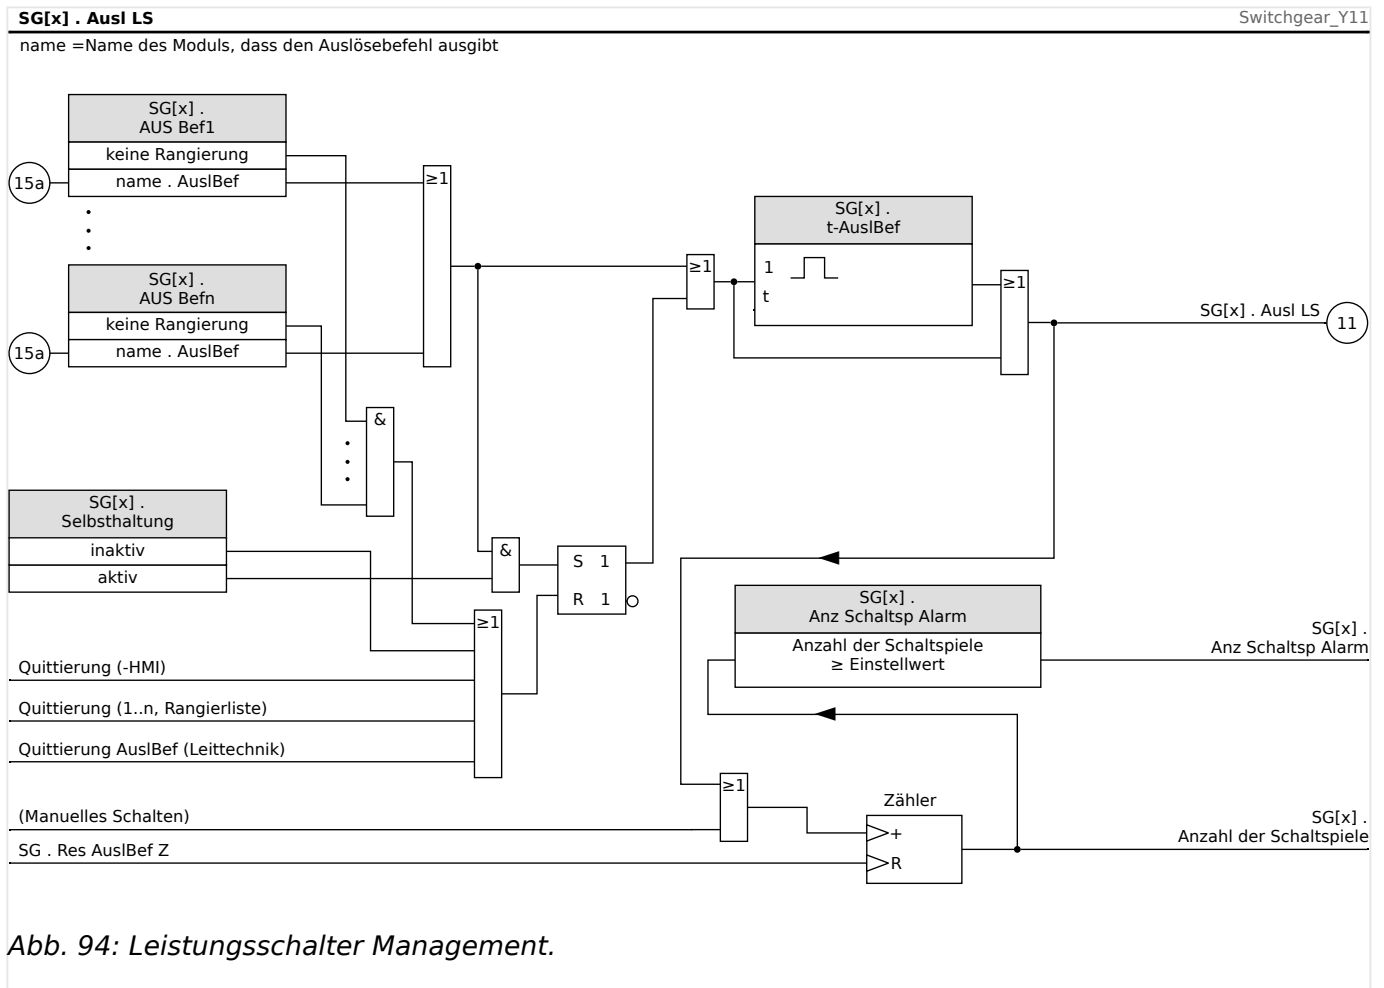 SG[x] . Ausl LS
Switchgear_Y11
name =Name des Moduls, dass den Auslösebefehl ausgibt
SG[x] .
AUS Bef1
keine Rangierung
15a
name . AuslBef
≥1
SG[x] .
t-AuslBef
1
t
≥1
≥1
SG[x] . Ausl LS
11
SG[x] .
AUS Befn
keine Rangierung
15a
name . AuslBef
&
SG[x] .
Selbsthaltung
inaktiv
aktiv
&
S 1
R 1
≥1
SG[x] .
Anz Schaltsp Alarm
Anzahl der Schaltspiele
≥ Einstellwert
SG[x] .
Anz Schaltsp Alarm
Quittierung (-HMI)
Quittierung (1..n, Rangierliste)
Quittierung AuslBef (Leittechnik)
≥1
Zähler
(Manuelles Schalten)
+
SG[x] .
Anzahl der Schaltspiele
SG . Res AuslBef Z
R
Abb. 94: Leistungsschalter Management.